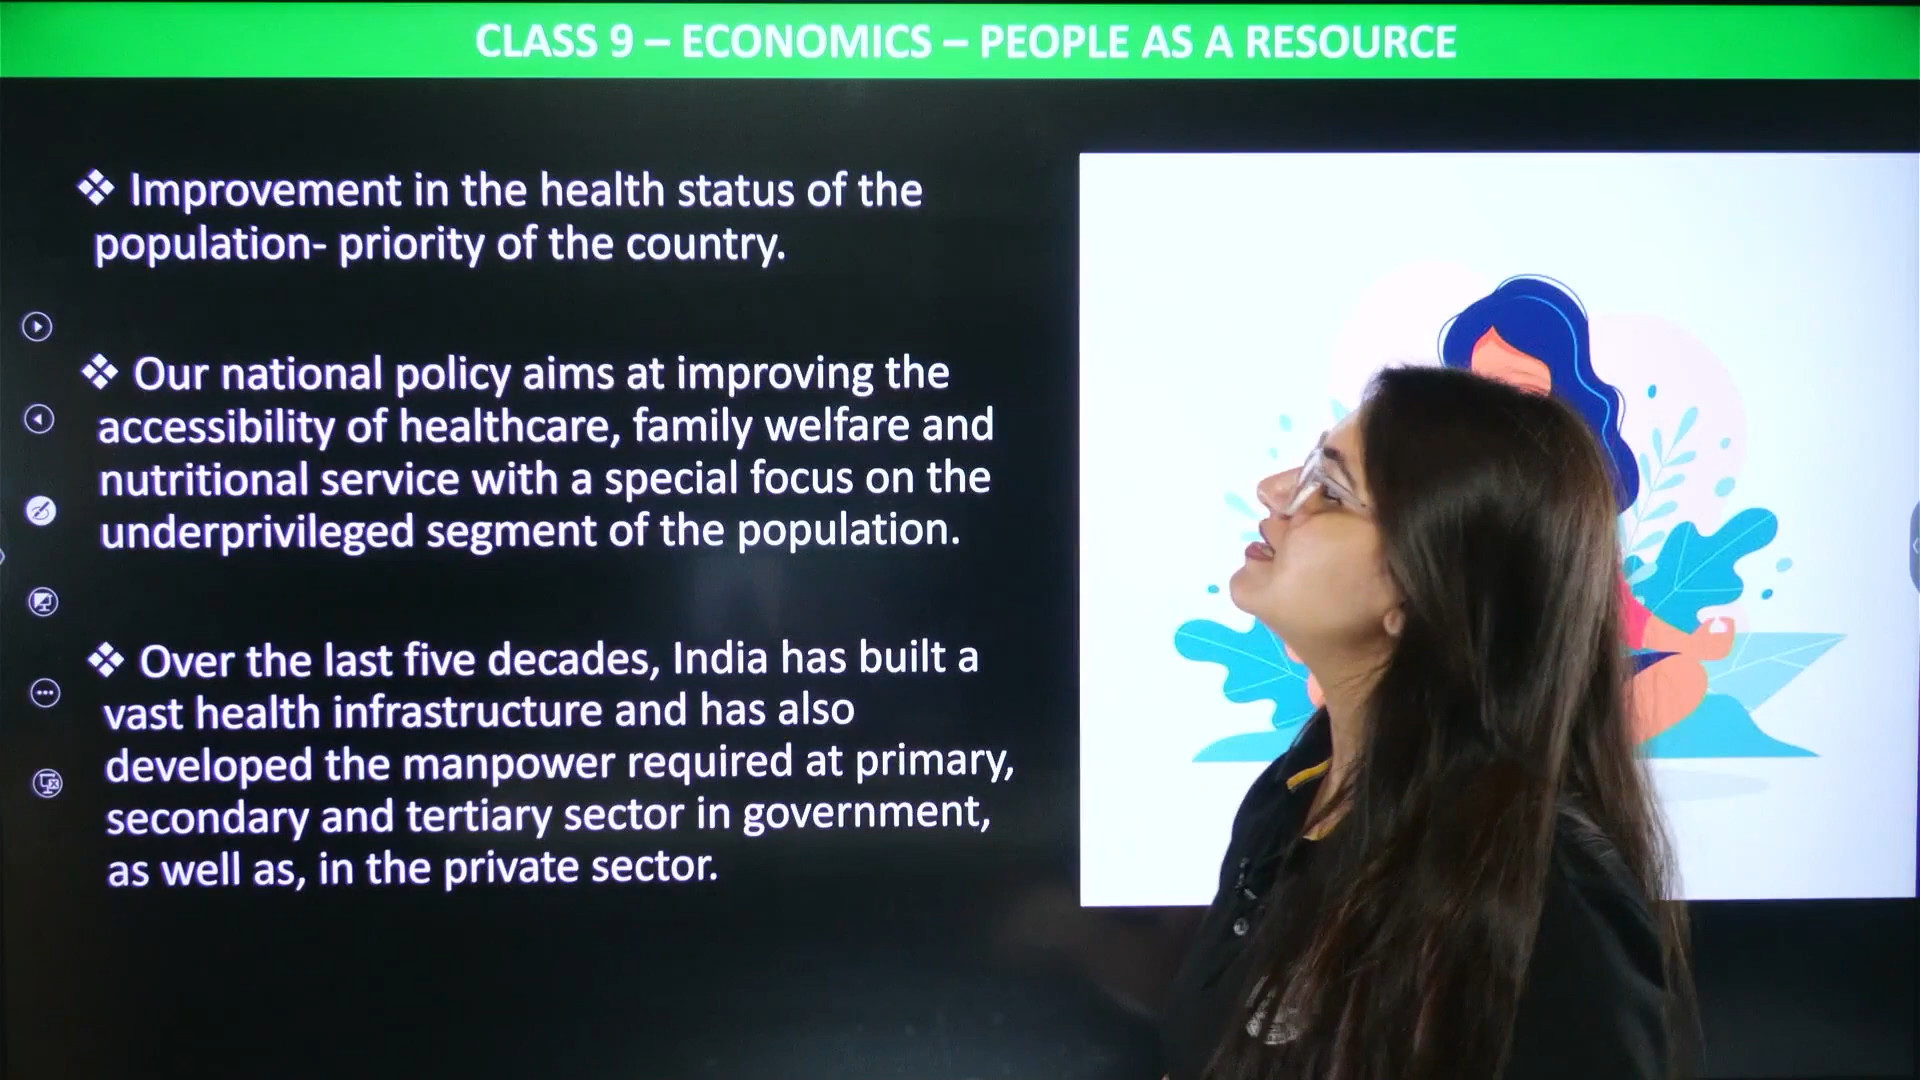 CLASS 9 – ECONOMICS – PEOPLE AS A RESOURCE
❖ Improvement in the health status of the
population- priority of the country.
❖ Our national policy aims at improving the
accessibility of healthcare, family welfare and
nutritional service with a special focus on the
underprivileged segment of the population.
❖ Over the last five decades, India has built a
vast health infrastructure and has also
developed the manpower required at primary,
secondary and tertiary sector in government,
as well as, in the private sector.